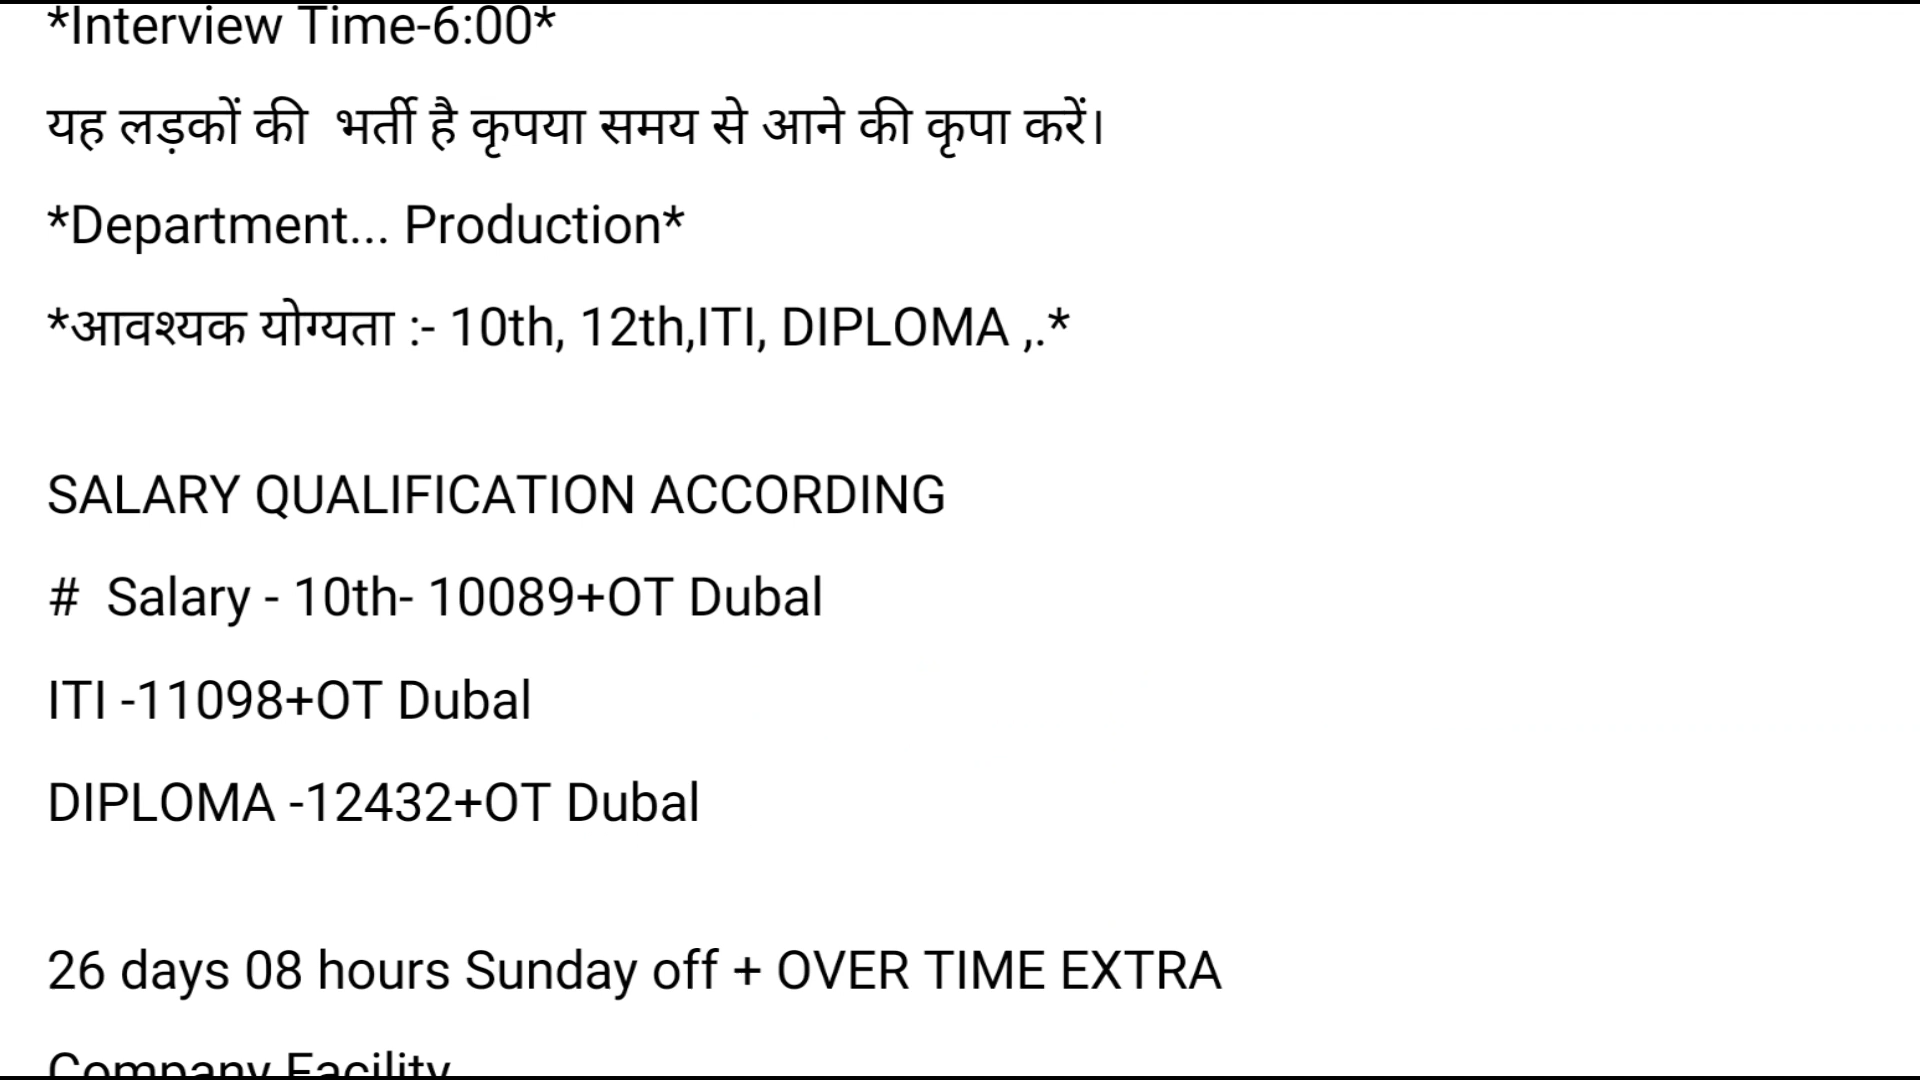 *Interview Time-6:00*
यह लड़कों की  भर्ती है कृपया समय से आने की कृपा करें।
*Department... Production*
*आवश्यक योग्यता :- 10th, 12th,ITI, DIPLOMA ,.*
SALARY QUALIFICATION ACCORDING
#  Salary - 10th- 10089+OT Dubal
ITI -11098+OT Dubal
DIPLOMA -12432+OT Dubal
26 days 08 hours Sunday off + OVER TIME EXTRA
Company Facility